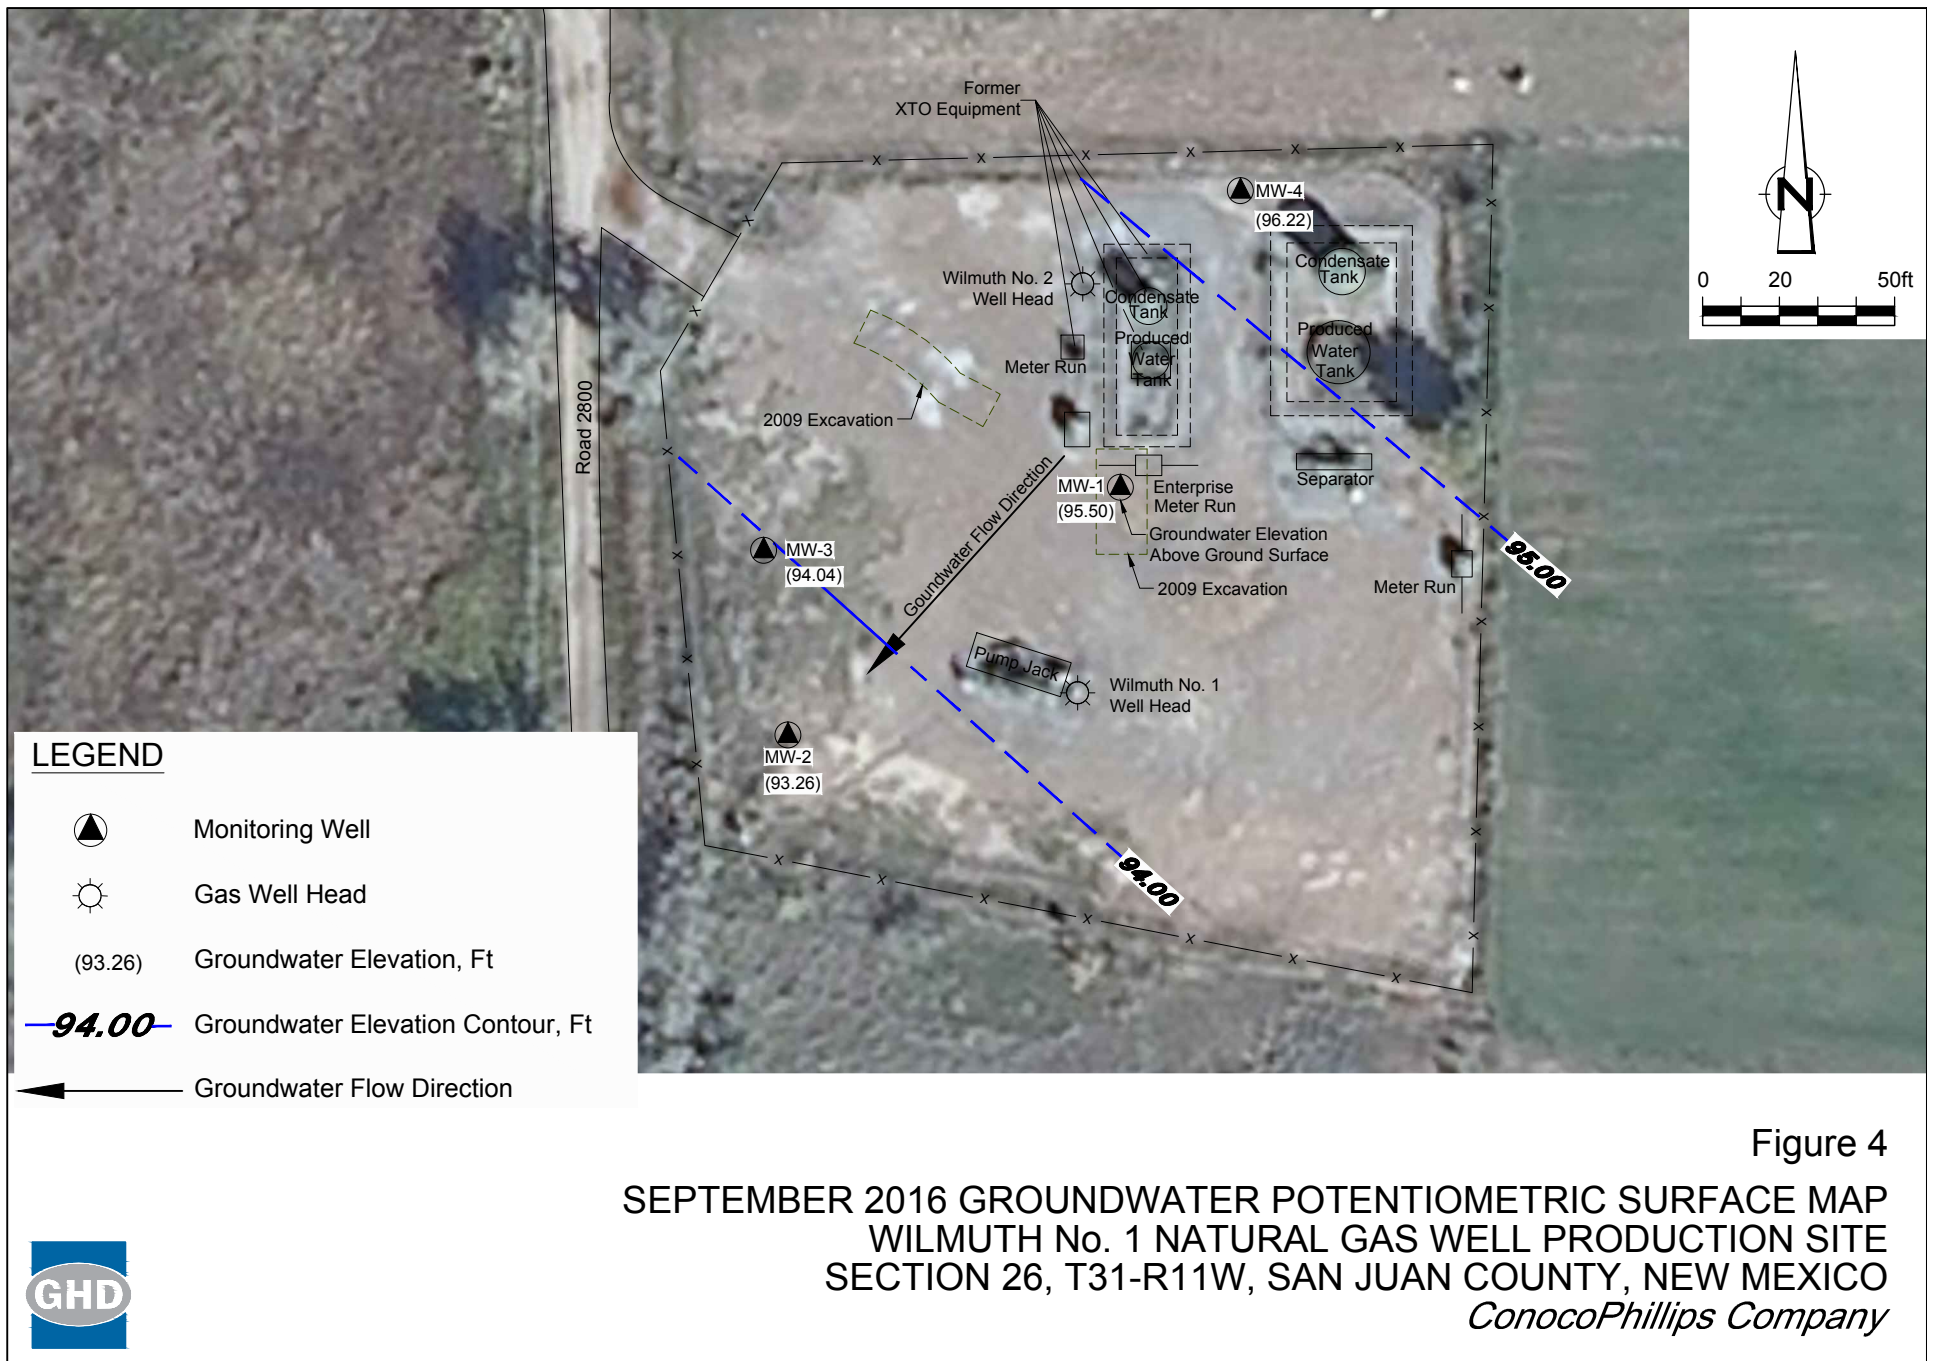 Former
XTO Equipment
MW-4
(96.22)
N
0 20 50ft
Wilmuth No. 2
Well Head
Condensate
Tank
Condensate
Tank
Produced
Water
Tank
Produced
Water
Tank
Meter Run
2009 Excavation
Road 2800
Goundwater Flow Direction
MW-1
(95.50)
Enterprise
Meter Run
Separator
Groundwater Elevation
Above Ground Surface
2009 Excavation
Meter Run
95.00
MW-3
(94.04)
Pump Jack
Wilmuth No. 1
Well Head
MW-2
(93.26)
94.00
LEGEND
Monitoring Well
Gas Well Head
(93.26) Groundwater Elevation, Ft
94.00 Groundwater Elevation Contour, Ft
Groundwater Flow Direction
Figure 4
SEPTEMBER 2016 GROUNDWATER POTENTIOMETRIC SURFACE MAP
WILMUTH No. 1 NATURAL GAS WELL PRODUCTION SITE
SECTION 26, T31-R11W, SAN JUAN COUNTY, NEW MEXICO
ConocoPhillips Company
GHD